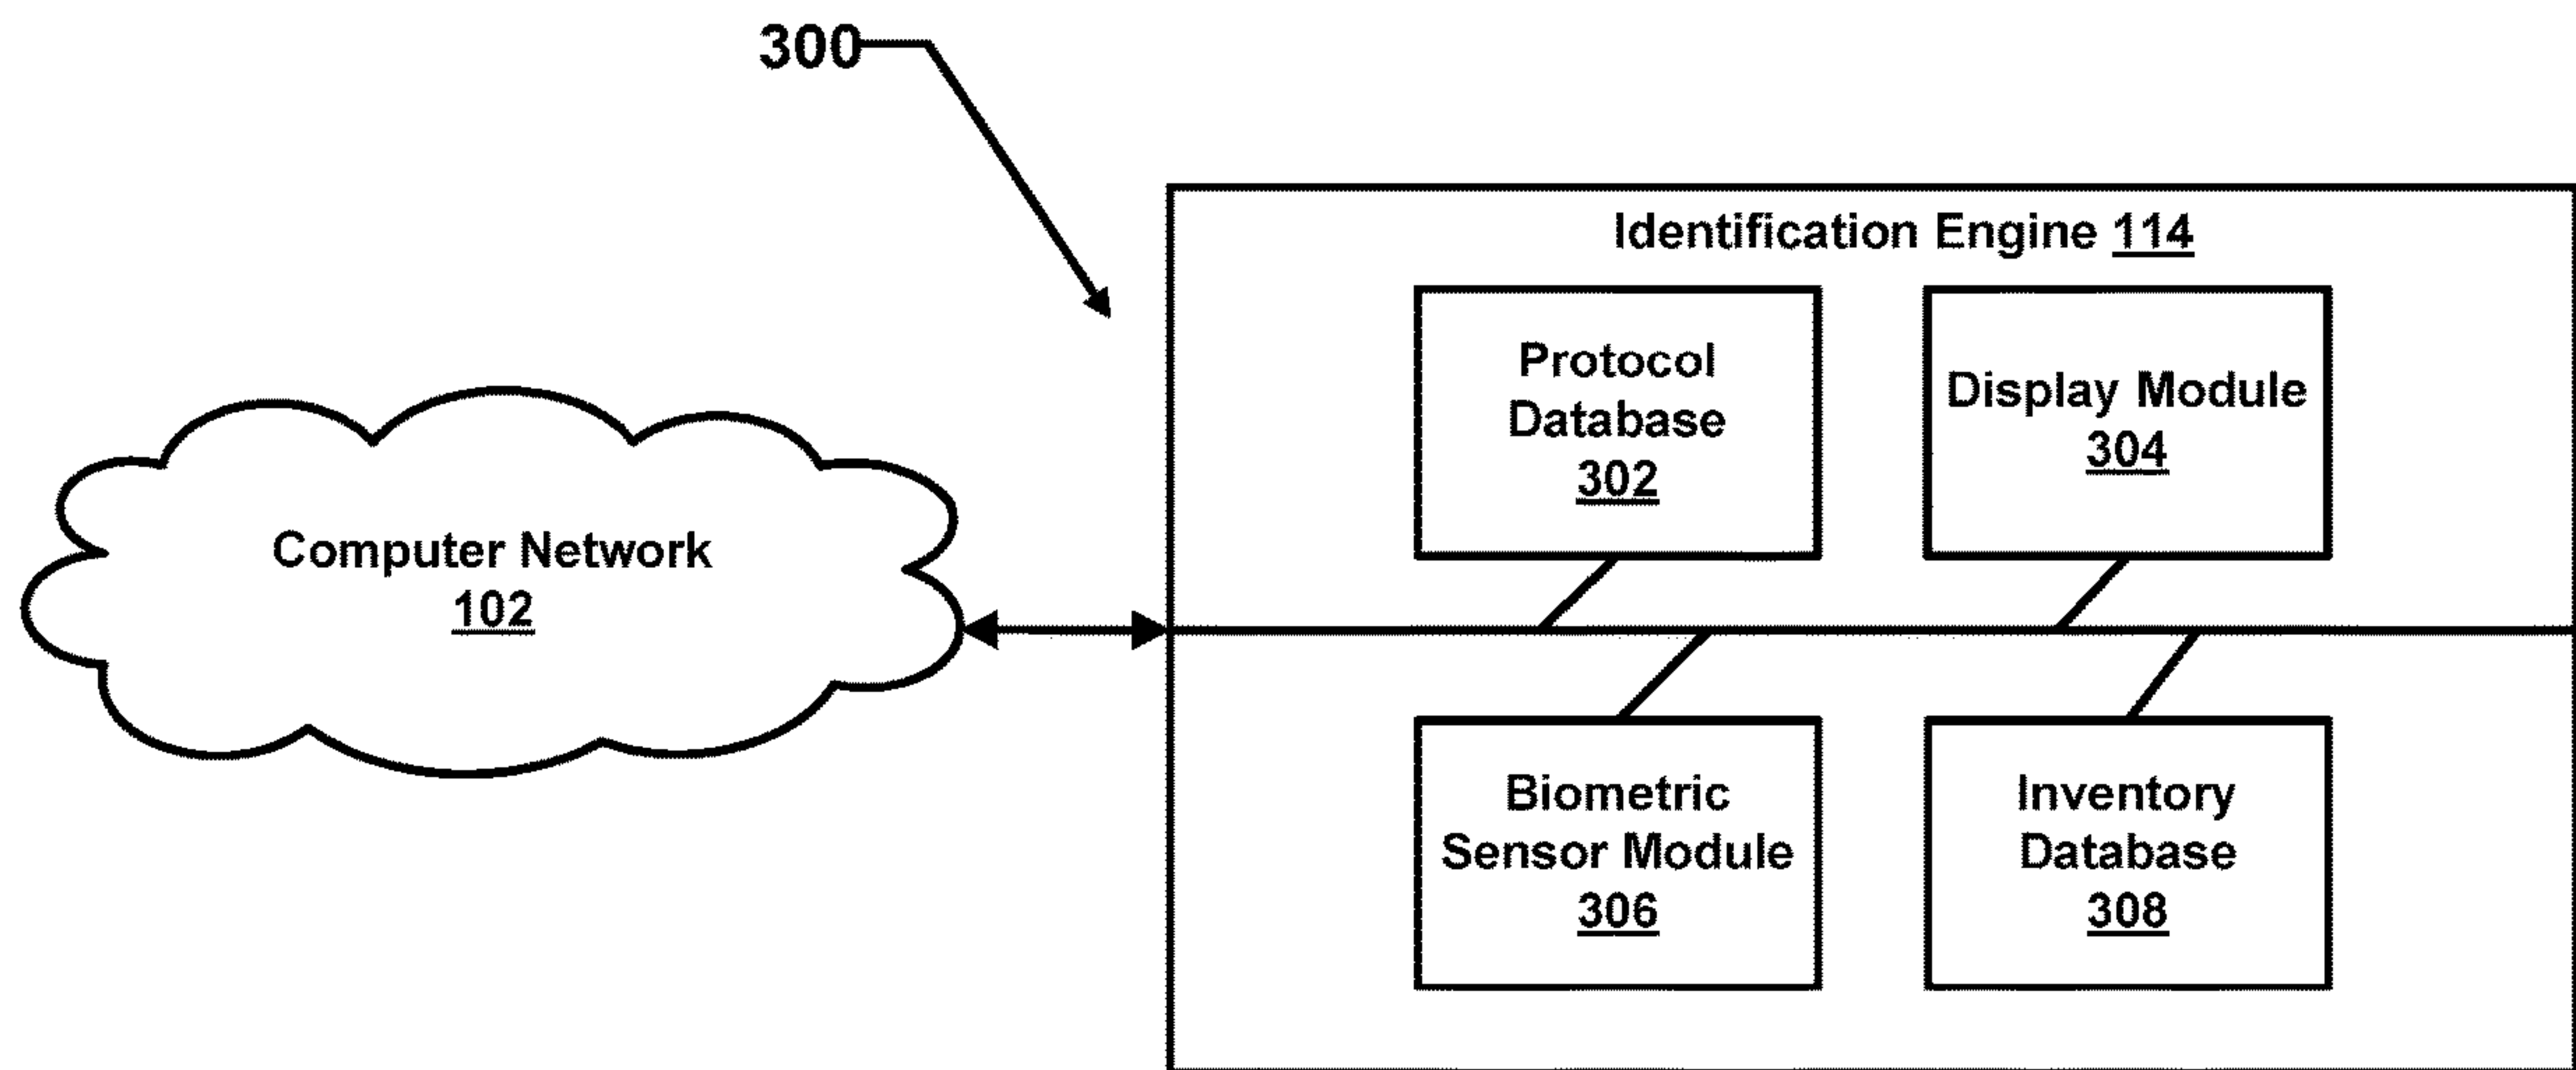 300
Identification Engine 114
Protocol
Database
302
Display Module
304
Computer Network
102
Biometric
Sensor Module
306
Inventory
Database
308